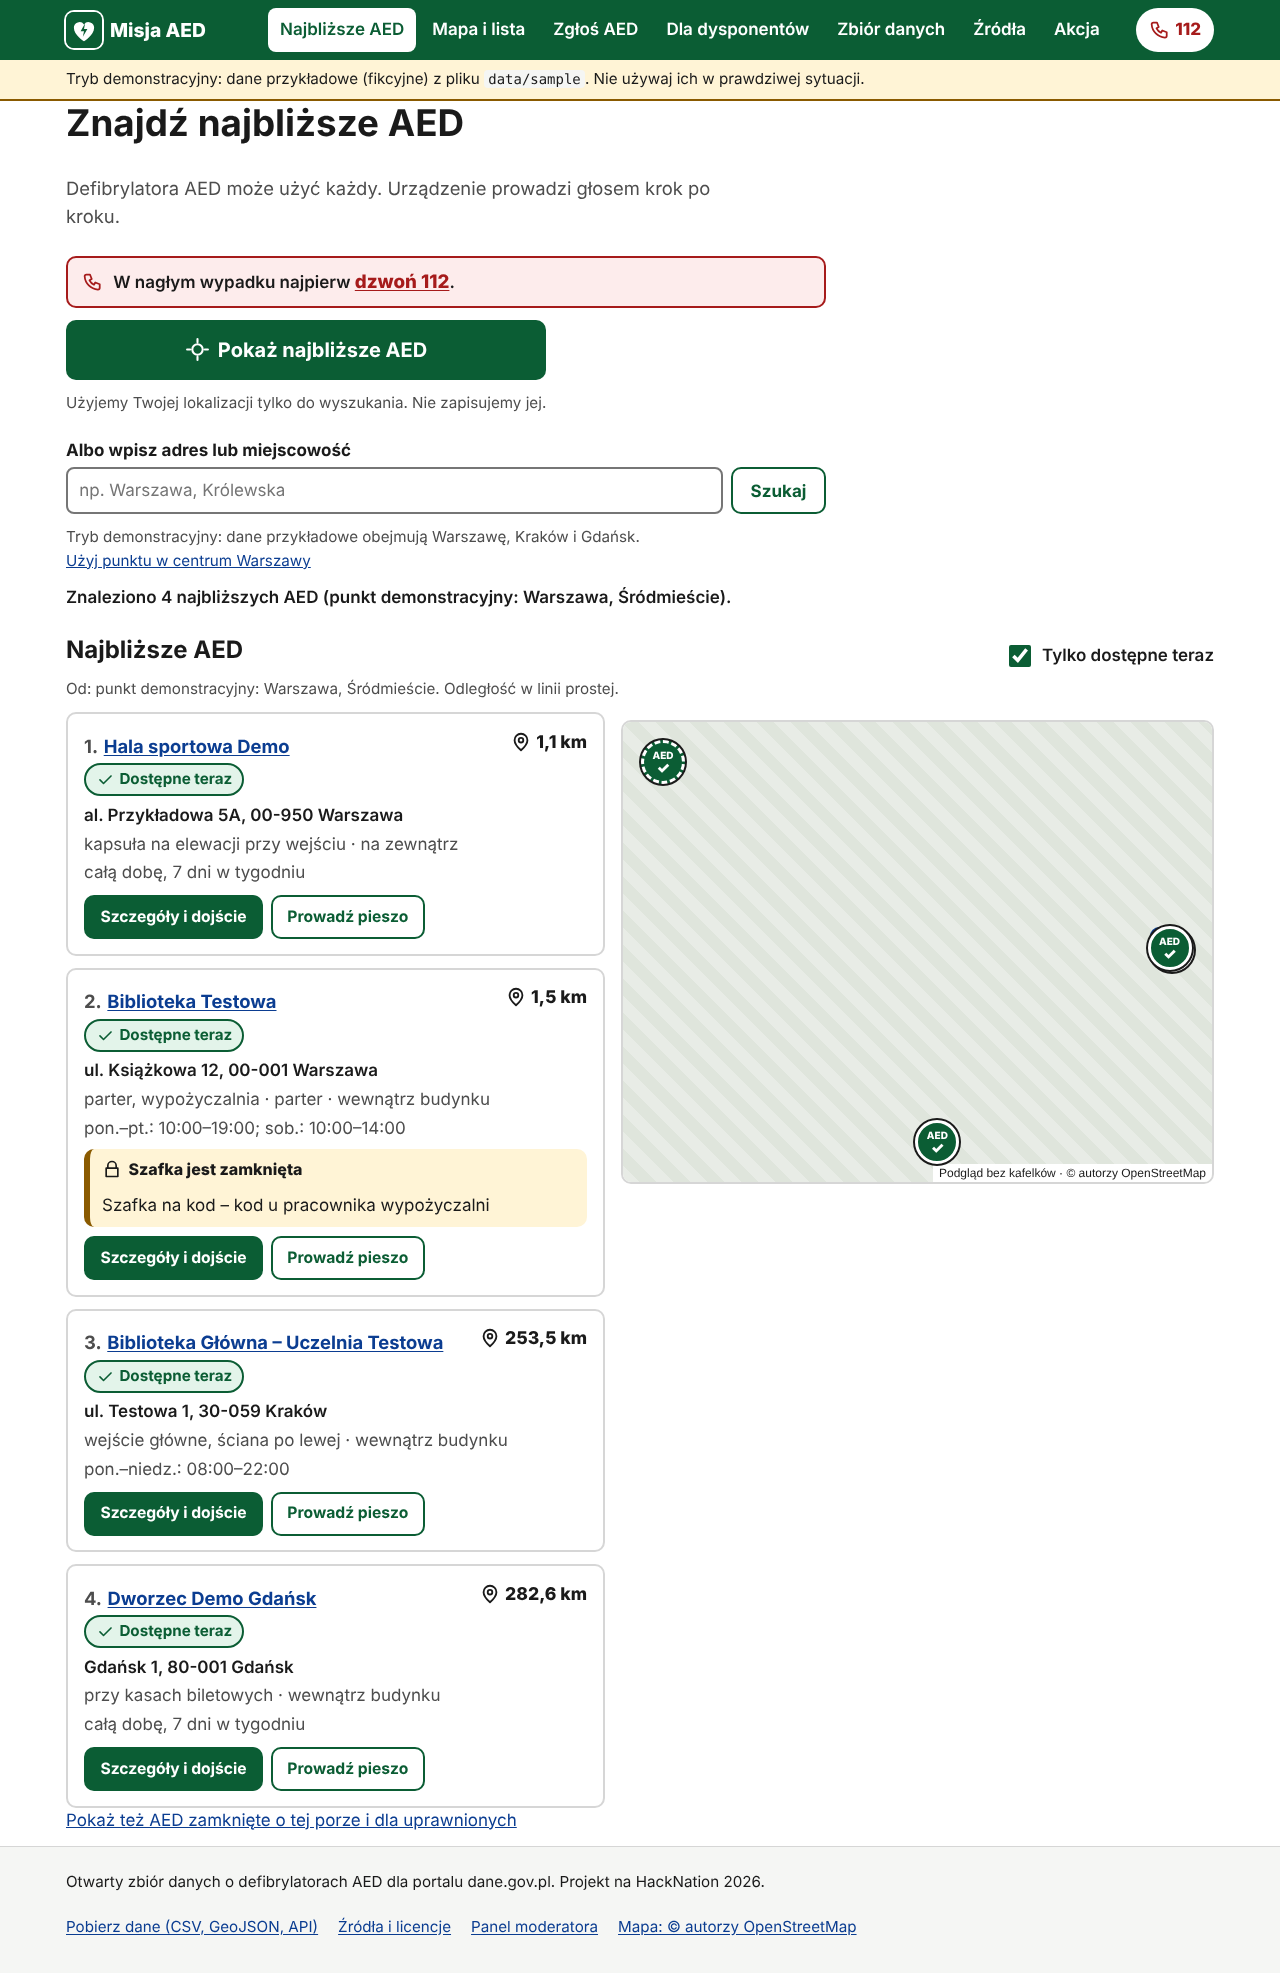 Misja AED
Najbliższe AED
Mapa i lista
Zgłoś AED
Dla dysponentów
Zbiór danych
Źródła
Akcja
112
Tryb demonstracyjny: dane przykładowe (fikcyjne) z pliku data/sample. Nie używaj ich w prawdziwej sytuacji.
Znajdź najbliższe AED
Defibrylatora AED może użyć każdy. Urządzenie prowadzi głosem krok po
kroku.
W nagłym wypadku najpierw dzwoń 112.
Pokaż najbliższe AED
Użyjemy Twojej lokalizacji tylko do wyszukania. Nie zapisujemy jej.
Albo wpisz adres lub miejscowość
np. Warszawa, Królewska
Szukaj
Tryb demonstracyjny: dane przykładowe obejmują Warszawę, Kraków i Gdańsk.
Użyj punktu w centrum Warszawy
Znaleziono 4 najbliższych AED (punkt demonstracyjny: Warszawa, Śródmieście).
Najbliższe AED
Tylko dostępne teraz
Od: punkt demonstracyjny: Warszawa, Śródmieście. Odległość w linii prostej.
1. Hala sportowa Demo
1,1 km
Dostępne teraz
al. Przykładowa 5A, 00-950 Warszawa
kapsuła na elewacji przy wejściu · na zewnątrz
całą dobę, 7 dni w tygodniu
Szczegóły i dojście
Prowadź pieszo
2. Biblioteka Testowa
1,5 km
Dostępne teraz
ul. Książkowa 12, 00-001 Warszawa
parter, wypożyczalnia · parter · wewnątrz budynku
pon.–pt.: 10:00–19:00; sob.: 10:00–14:00
Szafka jest zamknięta
Szafka na kod – kod u pracownika wypożyczalni
Szczegóły i dojście
Prowadź pieszo
3. Biblioteka Główna – Uczelnia Testowa
253,5 km
Dostępne teraz
ul. Testowa 1, 30-059 Kraków
wejście główne, ściana po lewej · wewnątrz budynku
pon.–niedz.: 08:00–22:00
Szczegóły i dojście
Prowadź pieszo
4. Dworzec Demo Gdańsk
282,6 km
Dostępne teraz
Gdańsk 1, 80-001 Gdańsk
przy kasach biletowych · wewnątrz budynku
całą dobę, 7 dni w tygodniu
Szczegóły i dojście
Prowadź pieszo
AED
AED
AED
Podgląd bez kafelków · © autorzy OpenStreetMap
Pokaż też AED zamknięte o tej porze i dla uprawnionych
Otwarty zbiór danych o defibrylatorach AED dla portalu dane.gov.pl. Projekt na HackNation 2026.
Pobierz dane (CSV, GeoJSON, API)
Źródła i licencje
Panel moderatora
Mapa: © autorzy OpenStreetMap